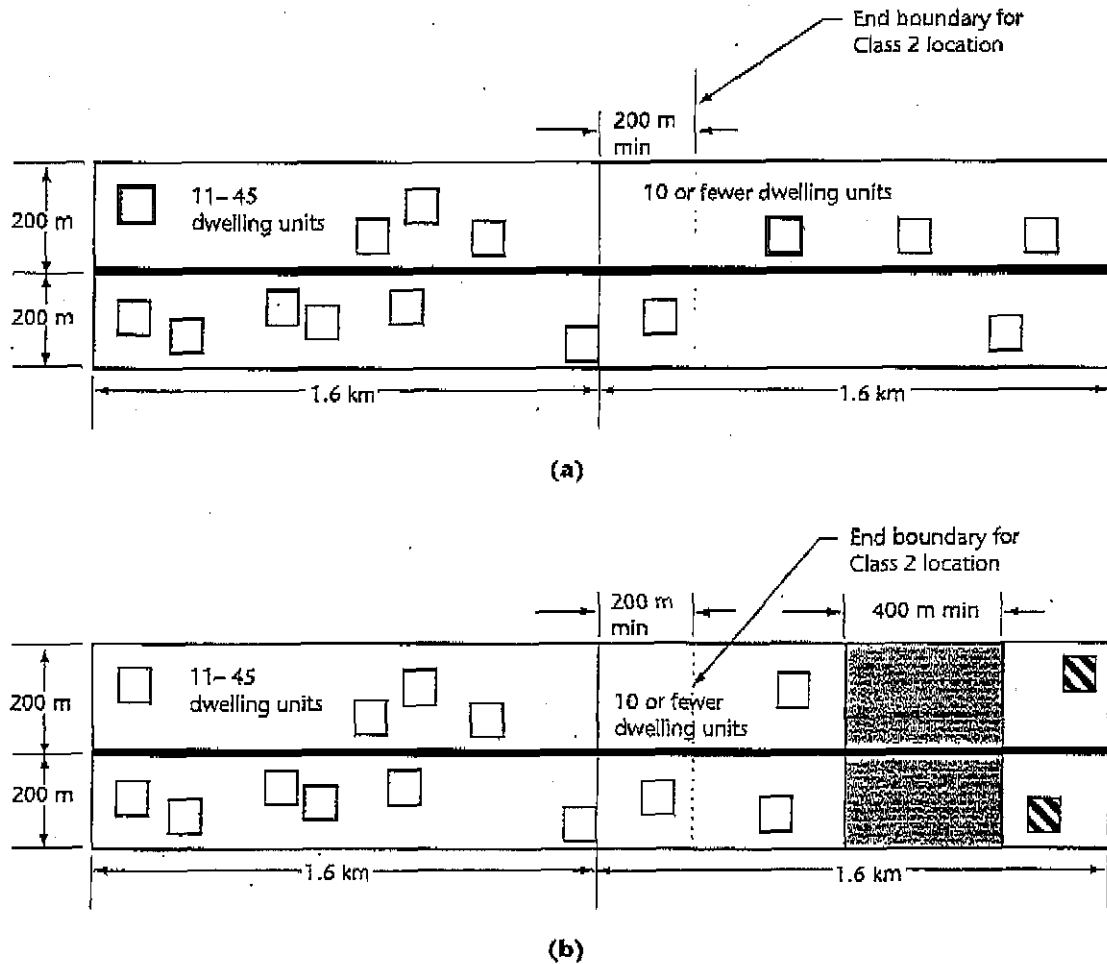 End boundary for
Class 2 location
200 m
min
11–45
dwelling units
10 or fewer dwelling units
200 m
200 m
1.6 km
1.6 km
(a)
End boundary for
Class 2 location
200 m
min
400 m min
11–45
dwelling units
10 or fewer
dwelling units
200 m
200 m
1.6 km
1.6 km
(b)